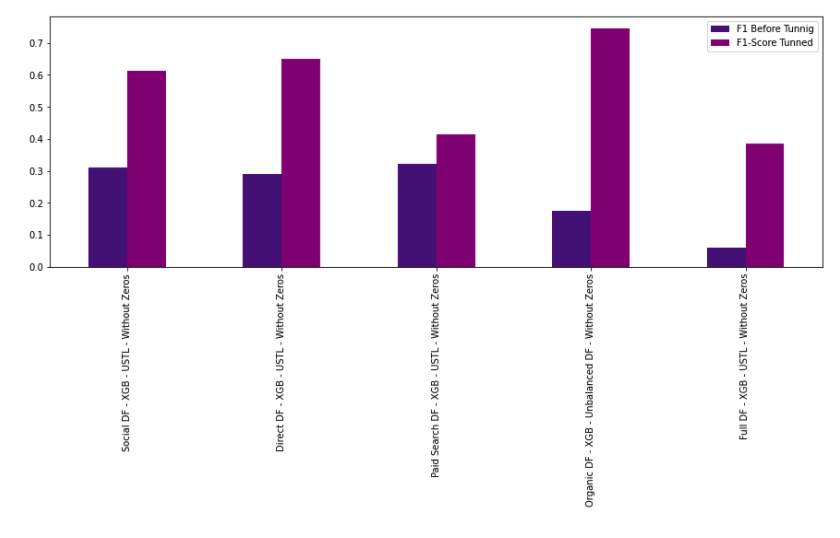 F1 Before Tunnig
F1-Score Tunned
0.7
0.6
0.5
0.4
0.3
0.2
0.1
0.0
Social DF - XGB - USTL - Without Zeros
Direct DF - XGB - USTL - Without Zeros
Paid Search DF - XGB - USTL - Without Zeros
Organic DF - XGB - Unbalanced DF - Without Zeros
Full DF - XGB - USTL - Without Zeros